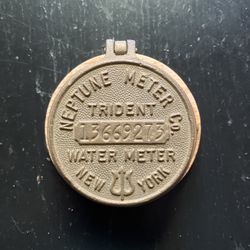 NEPTUNE METER Co.
TRIDENT
13669273
WATER METER
NEW YORK